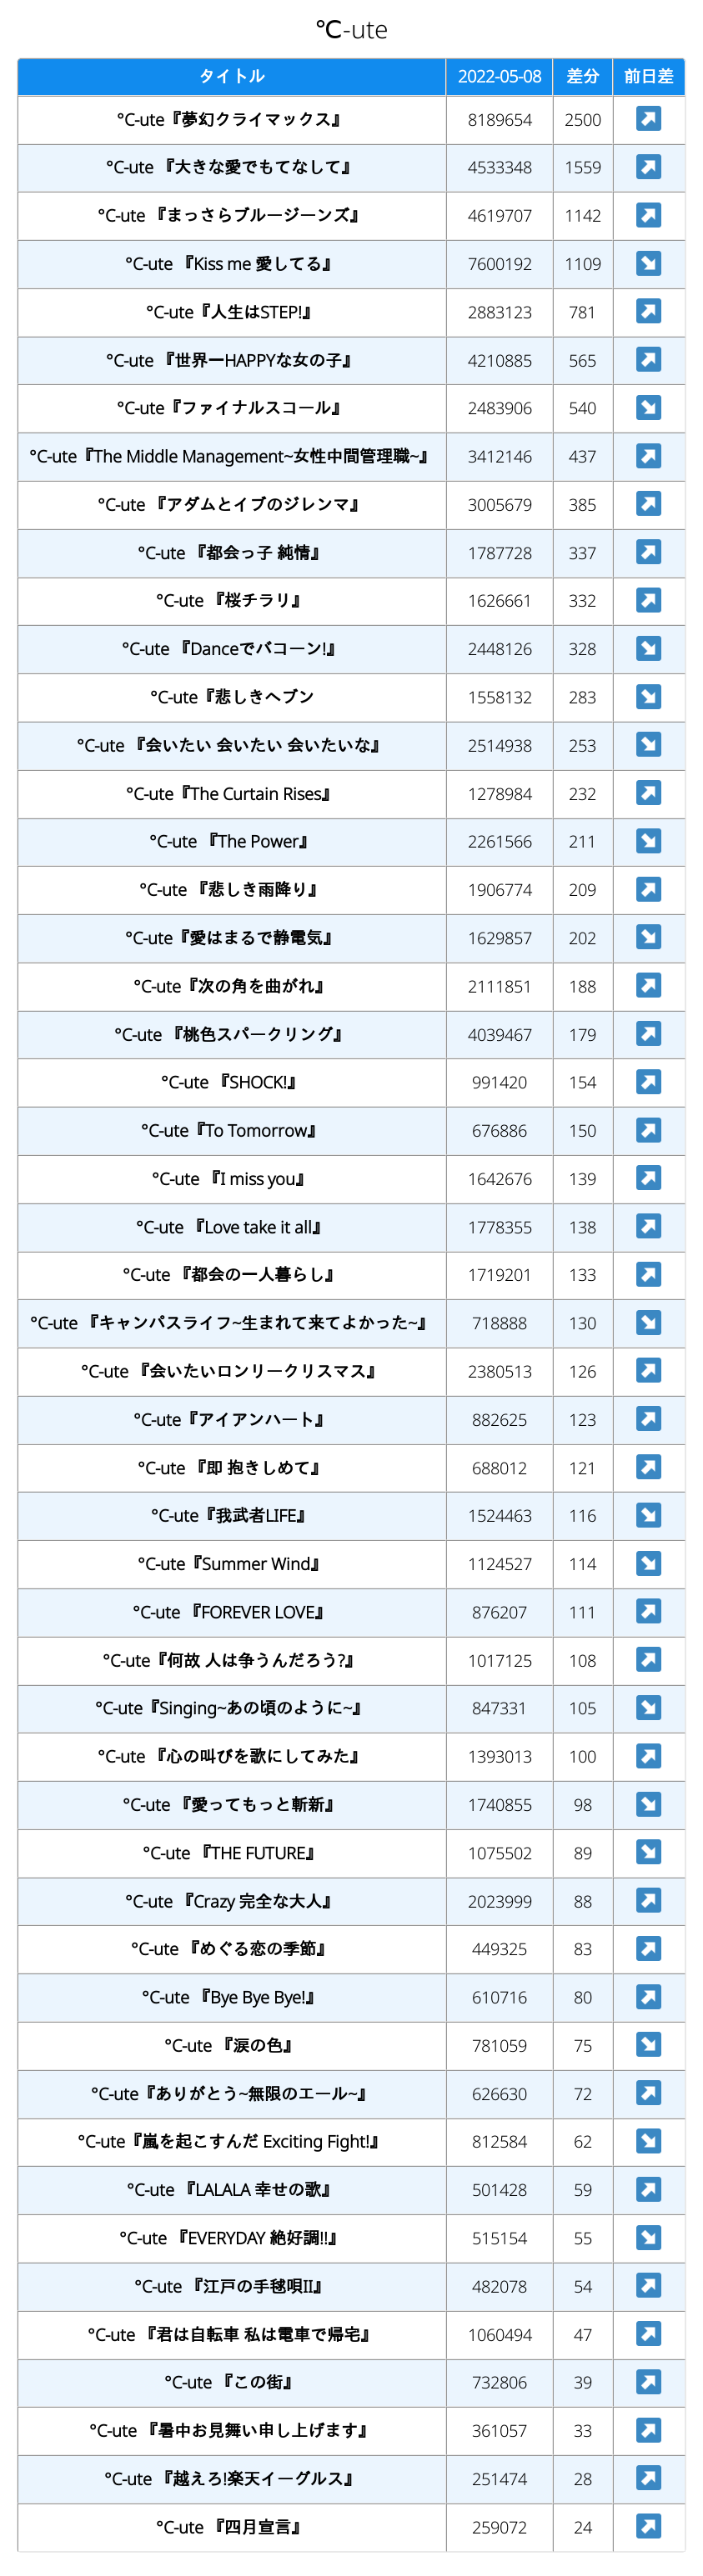 ℃-ute
タイトル 2022-05-08 差分 前日差
°C-ute『夢幻クライマックス』 8189654 2500 ↗
°C-ute 『大きな愛でもてなして』 4533348 1559 ↗
°C-ute 『まっさらブルージーンズ』 4619707 1142 ↗
°C-ute 『Kiss me 愛してる』 7600192 1109 ↘
°C-ute『人生はSTEP!』 2883123 781 ↗
°C-ute 『世界一HAPPYな女の子』 4210885 565 ↗
°C-ute『ファイナルスコール』 2483906 540 ↘
°C-ute『The Middle Management~女性中間管理職~』 3412146 437 ↗
°C-ute 『アダムとイブのジレンマ』 3005679 385 ↗
°C-ute 『都会っ子 純情』 1787728 337 ↗
°C-ute 『桜チラリ』 1626661 332 ↗
°C-ute 『Danceでバコーン!』 2448126 328 ↘
°C-ute『悲しきヘブン 1558132 283 ↘
°C-ute 『会いたい 会いたい 会いたいな』 2514938 253 ↘
°C-ute『The Curtain Rises』 1278984 232 ↗
°C-ute 『The Power』 2261566 211 ↘
°C-ute 『悲しき雨降り』 1906774 209 ↗
°C-ute『愛はまるで静電気』 1629857 202 ↘
°C-ute『次の角を曲がれ』 2111851 188 ↗
°C-ute 『桃色スパークリング』 4039467 179 ↗
°C-ute 『SHOCK!』 991420 154 ↗
°C-ute『To Tomorrow』 676886 150 ↗
°C-ute 『I miss you』 1642676 139 ↗
°C-ute 『Love take it all』 1778355 138 ↗
°C-ute 『都会の一人暮らし』 1719201 133 ↗
°C-ute 『キャンパスライフ~生まれて来てよかった~』 718888 130 ↘
°C-ute 『会いたいロンリークリスマス』 2380513 126 ↗
°C-ute『アイアンハート』 882625 123 ↗
°C-ute 『即 抱きしめて』 688012 121 ↗
°C-ute『我武者LIFE』 1524463 116 ↘
°C-ute『Summer Wind』 1124527 114 ↘
°C-ute 『FOREVER LOVE』 876207 111 ↗
°C-ute『何故 人は争うんだろう?』 1017125 108 ↗
°C-ute『Singing~あの頃のように~』 847331 105 ↘
°C-ute 『心の叫びを歌にしてみた』 1393013 100 ↗
°C-ute 『愛ってもっと斬新』 1740855 98 ↘
°C-ute 『THE FUTURE』 1075502 89 ↘
°C-ute 『Crazy 完全な大人』 2023999 88 ↗
°C-ute 『めぐる恋の季節』 449325 83 ↗
°C-ute 『Bye Bye Bye!』 610716 80 ↗
°C-ute 『涙の色』 781059 75 ↘
°C-ute『ありがとう~無限のエール~』 626630 72 ↗
°C-ute『嵐を起こすんだ Exciting Fight!』 812584 62 ↘
°C-ute 『LALALA 幸せの歌』 501428 59 ↗
°C-ute 『EVERYDAY 絶好調!!』 515154 55 ↘
°C-ute 『江戸の手毬唄II』 482078 54 ↗
°C-ute 『君は自転車 私は電車で帰宅』 1060494 47 ↗
°C-ute 『この街』 732806 39 ↗
°C-ute 『暑中お見舞い申し上げます』 361057 33 ↗
°C-ute 『越えろ!楽天イーグルス』 251474 28 ↗
°C-ute 『四月宣言』 259072 24 ↗